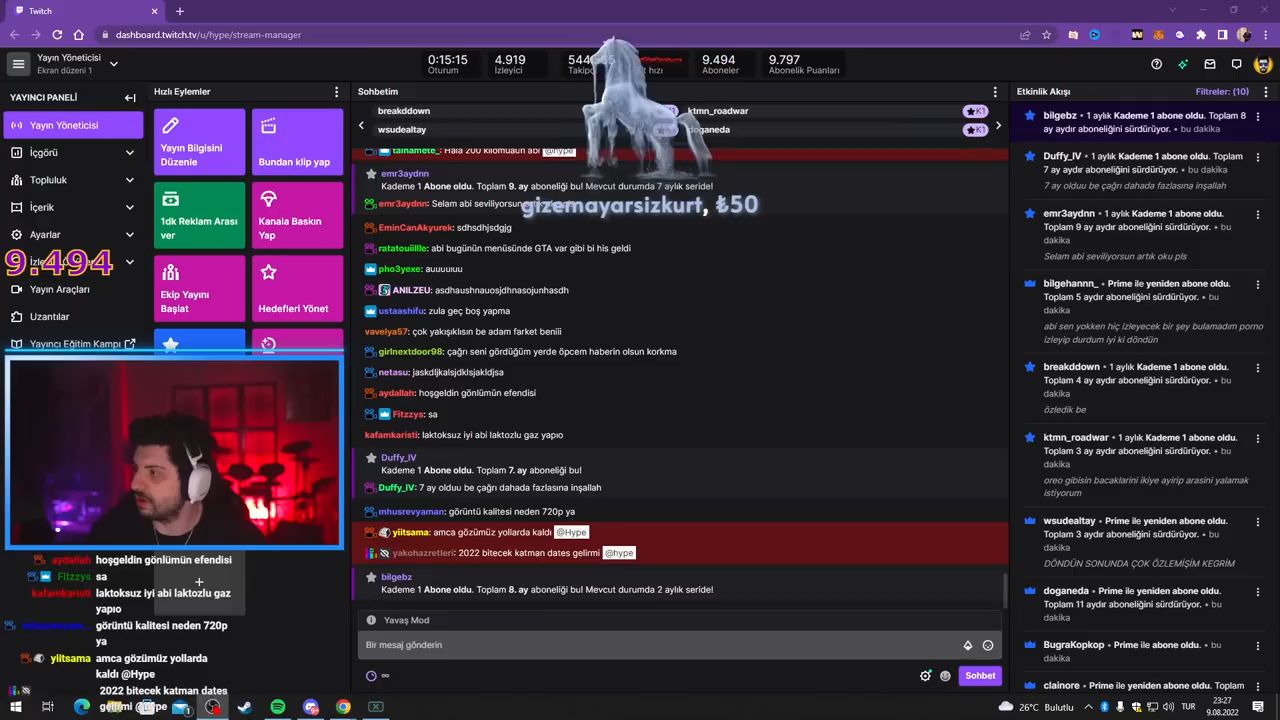 Twitch
dashboard.twitch.tv/u/hype/stream-manager
Yayın Yöneticisi
Ekran düzeni 1
0:15:15
Oturum
4.919
İzleyici
Takipçi
hızı
9.494
Aboneler
9.797
Abonelik Puanları
YAYINCI PANELİ
Yayın Yöneticisi
İçgörü
Topluluk
İçerik
Ayarlar
9.494
Yayın Araçları
Uzantılar
Yayıncı Eğitim Kampı
Hızlı Eylemler
Yayın Bilgisini
Düzenle
Bundan klip yap
1dk Reklam Arası
ver
Kanala Baskın
Yap
Ekip Yayını
Başlat
Hedefleri Yönet
Sohbetim
breakddown
ktmn_roadwar
K1
wsudealtay
doganeda
K1
tainamete_: Hala 200 kilomuaun abi @hype
emr3aydnn
Kademe 1 Abone oldu. Toplam 9. ay aboneliği bu! Mevcut durumda 7 aylık seride!
emr3aydnn: Selam abi seviliyorsun
gizemayarsizkurt, ₺50
EminCanAkyurek: sdhsdhjsdgjg
ratatouiillle: abi bugünün menüsünde GTA var gibi bi his geldi
pho3yexe: auuuuuu
ANILZEU: asdhaushnauosjdhnasojunhasdh
ustaashifu: zula geç boş yapma
vavelya57: çok yakışıklısın be adam farket beniii
girlnextdoor98: çağrı seni gördüğüm yerde öpcem haberin olsun korkma
netasu: jaskdljkalsjdklsjakldjsa
aydallah: hoşgeldin gönlümün efendisi
Fitzzys: sa
kafamkaristi: laktoksuz iyi abi laktozlu gaz yapıo
Duffy_IV
Kademe 1 Abone oldu. Toplam 7. ay aboneliği bu!
Duffy_IV: 7 ay olduu be çağrı dahada fazlasına inşallah
mhusrevyaman: görüntü kalitesi neden 720p ya
yiitsama: amca gözümüz yollarda kaldı @Hype
yakohazretleri: 2022 bitecek katman dates gelirmi @hype
bilgebz
Kademe 1 Abone oldu. Toplam 8. ay aboneliği bu! Mevcut durumda 2 aylık seride!
Yavaş Mod
Bir mesaj gönderin
Sohbet
Etkinlik Akışı
Filtreler: (10)
bilgebz • 1 aylık Kademe 1 abone oldu. Toplam 8
ay aydır aboneliğini sürdürüyor. • bu dakika
Duffy_IV • 1 aylık Kademe 1 abone oldu. Toplam
7 ay aydır aboneliğini sürdürüyor. • bu dakika
7 ay olduu be çağrı dahada fazlasına inşallah
emr3aydnn • 1 aylık Kademe 1 abone oldu.
Toplam 9 ay aydır aboneliğini sürdürüyor. • bu
dakika
Selam abi seviliyorsun artık oku pls
bilgehannn_ • Prime ile yeniden abone oldu.
Toplam 5 aydır aboneliğini sürdürüyor. • bu
dakika
abi sen yokken hiç izleyecek bir şey bulamadım porno
izleyip durdum iyi ki döndün
breakddown • 1 aylık Kademe 1 abone oldu.
Toplam 4 ay aydır aboneliğini sürdürüyor. • bu
dakika
özledik be
ktmn_roadwar • 1 aylık Kademe 1 abone oldu.
Toplam 3 ay aydır aboneliğini sürdürüyor. • bu
dakika
oreo gibisin bacaklarini ikiye ayirip arasini yalamak
istiyorum
wsudealtay • Prime ile yeniden abone oldu.
Toplam 3 aydır aboneliğini sürdürüyor. • bu
dakika
DÖNDÜN SONUNDA ÇOK ÖZLEMİŞİM KEGRİM
doganeda • Prime ile yeniden abone oldu.
Toplam 11 aydır aboneliğini sürdürüyor. • bu
dakika
BugraKopkop • Prime ile abone oldu. • bu
dakika
clainore • Prime ile yeniden abone oldu. Toplam
aydallah hoşgeldin gönlümün efendisi
Fitzzys sa
kafamkaristi laktoksuz iyi abi laktozlu gaz
yapıo
görüntü kalitesi neden 720p
ya
yiitsama amca gözümüz yollarda
kaldı @Hype
2022 bitecek katman dates
gelirmi @hype
26°C Bulutlu
TUR
23:27
9.08.2022